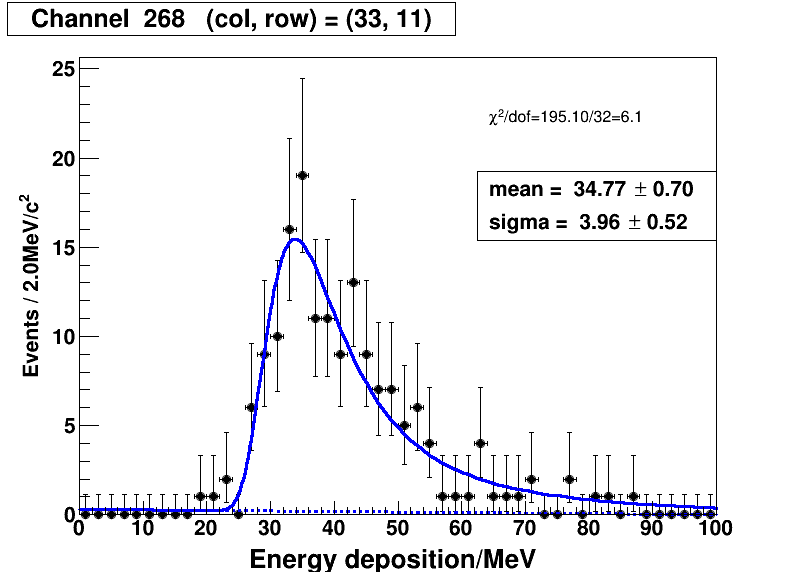 Channel 268 (col, row) = (33, 11)
25
20
15
10
5
0
Events / 2.0MeV/c²
χ²/dof=195.10/32=6.1
mean = 34.77 ± 0.70
sigma = 3.96 ± 0.52
0 10 20 30 40 50 60 70 80 90 100
Energy deposition/MeV